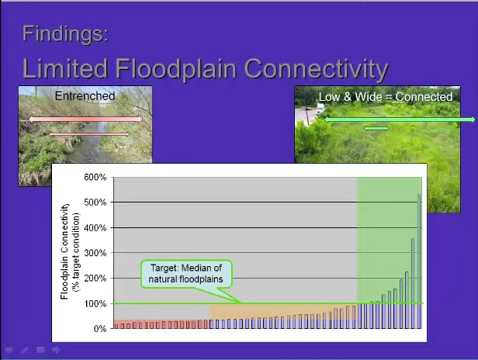 Findings:
Limited Floodplain Connectivity
Entrenched
Low & Wide = Connected
Floodplain Connectivity,
(% target condition)
600%
500%
400%
300%
200%
100%
0%
Target: Median of
natural floodplains